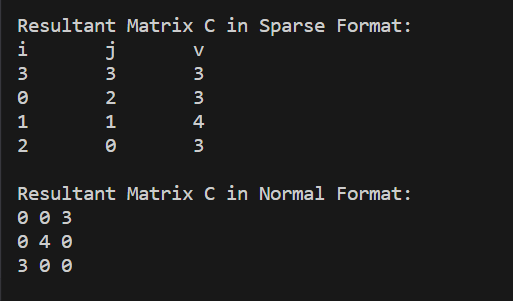 Resultant Matrix C in Sparse Format:
i j v
3 3 3
0 2 3
1 1 4
2 0 3
Resultant Matrix C in Normal Format:
0 0 3
0 4 0
3 0 0